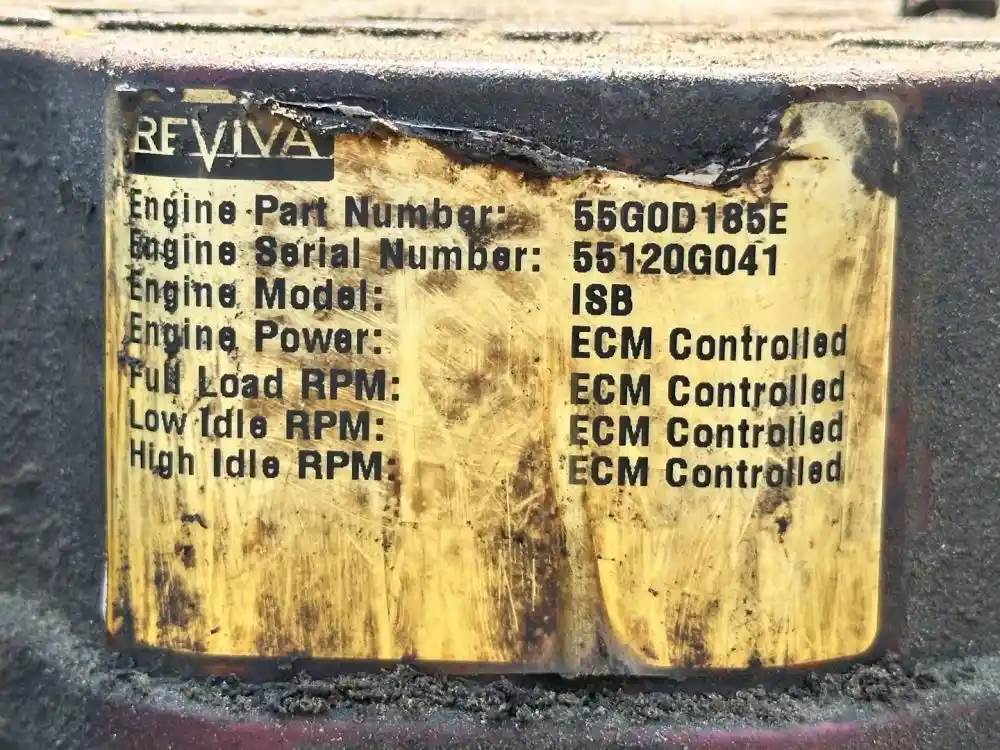 REVIVA
Engine Part Number: 55G0D185E
Engine Serial Number: 55120G041
Engine Model: ISB
Engine Power: ECM Controlled
Full Load RPM: ECM Controlled
Low Idle RPM: ECM Controlled
High Idle RPM: ECM Controlled